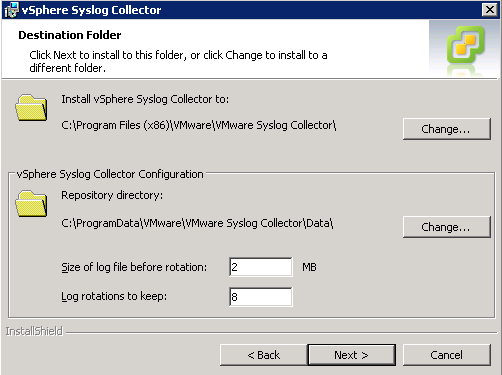 vSphere Syslog Collector
Destination Folder
Click Next to install to this folder, or click Change to install to a
different folder.
Install vSphere Syslog Collector to:
C:\Program Files (x86)\VMware\VMware Syslog Collector\
Change...
vSphere Syslog Collector Configuration
Repository directory:
C:\ProgramData\VMware\VMware Syslog Collector\Data\
Change...
Size of log file before rotation: 2 MB
Log rotations to keep: 8
InstallShield
< Back Next > Cancel